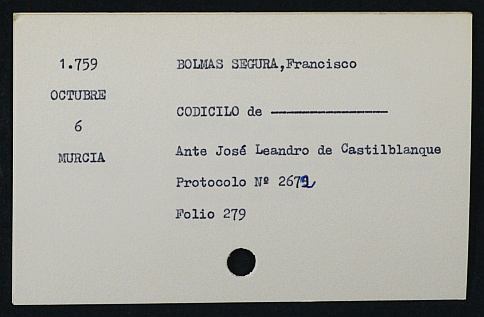 1.759
OCTUBRE
6
MURCIA
BOLMAS SEGURA,Francisco
CODICILO de ----------------
Ante José Leandro de Castilblanque
Protocolo Nº 2672
Folio 279